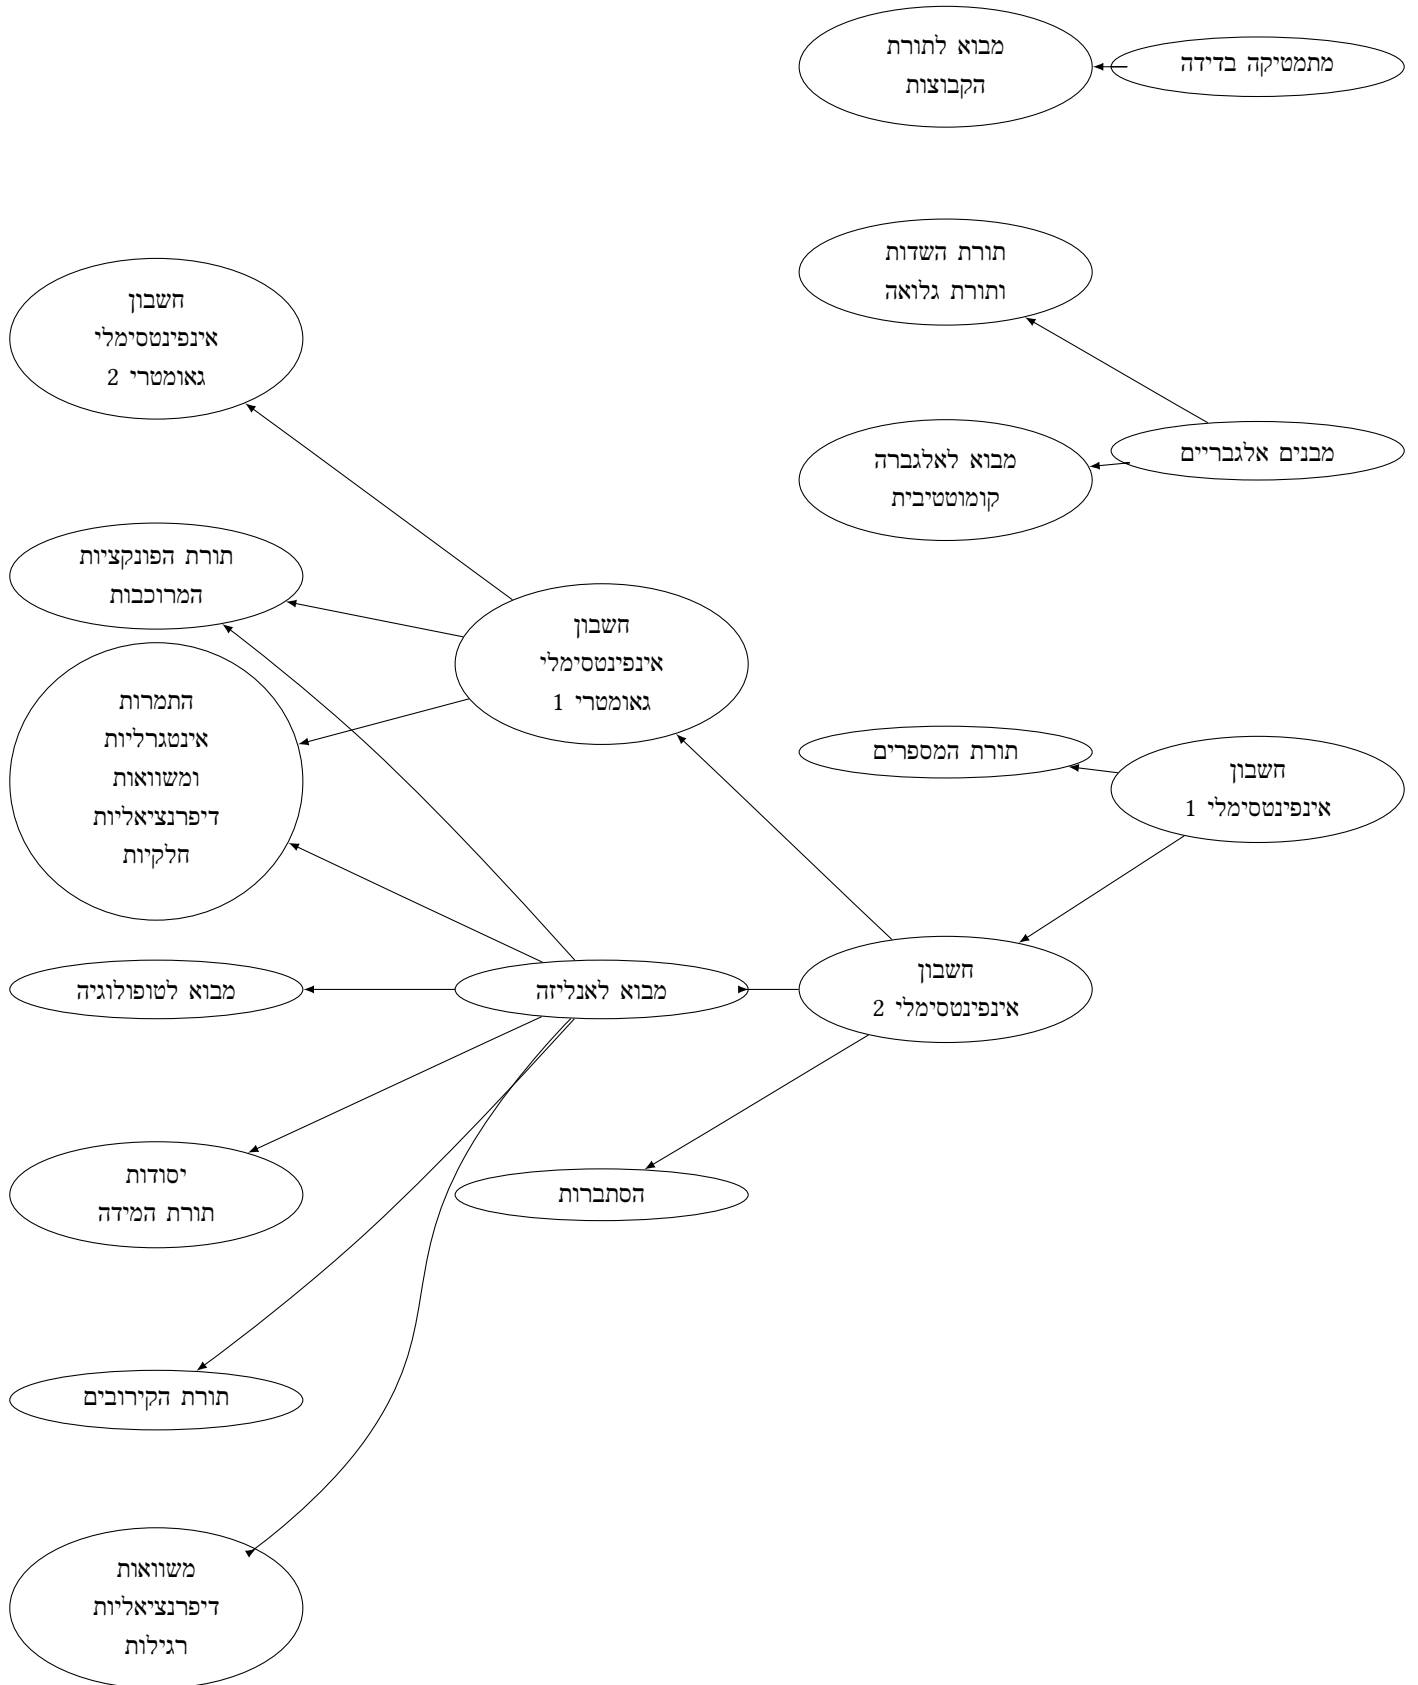 מתמטיקה בדידה
מבוא לתורת
הקבוצות
תורת השדות
ותורת גלואה
מבנים אלגבריים
מבוא לאלגברה
קומוטטיבית
חשבון
אינפינטסימלי 1
תורת המספרים
חשבון
אינפינטסימלי 2
חשבון
אינפינטסימלי
גאומטרי 1
מבוא לאנליזה
הסתברות
חשבון
אינפינטסימלי
גאומטרי 2
תורת הפונקציות
המרוכבות
התמרות
אינטגרליות
ומשוואות
דיפרנציאליות
חלקיות
מבוא לטופולוגיה
יסודות
תורת המידה
תורת הקירובים
משוואות
דיפרנציאליות
רגילות